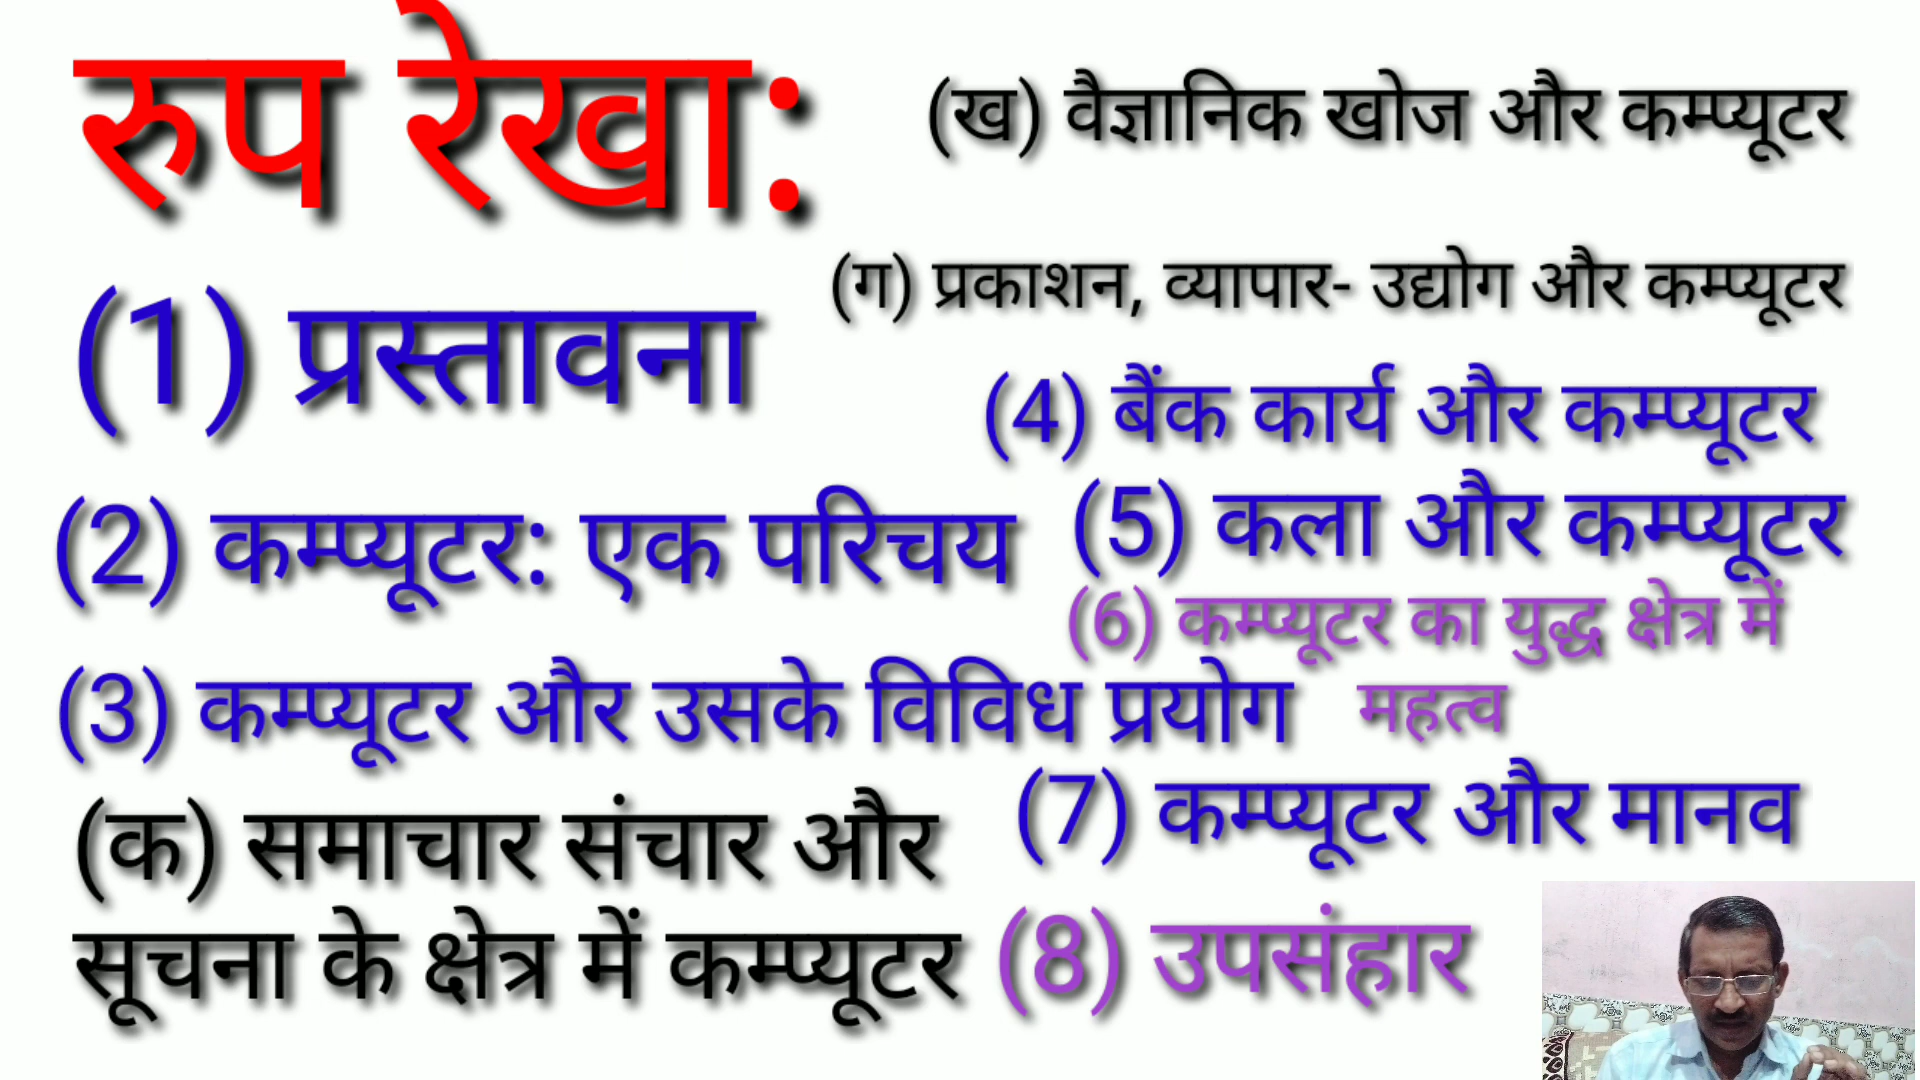 रुप रेखा:
(1) प्रस्तावना
(2) कम्प्यूटर: एक परिचय
(3) कम्प्यूटर और उसके विविध प्रयोग
(क) समाचार संचार और
सूचना के क्षेत्र में कम्प्यूटर
(ख) वैज्ञानिक खोज और कम्प्यूटर
(ग) प्रकाशन, व्यापार- उद्योग और कम्प्यूटर
(4) बैंक कार्य और कम्प्यूटर
(5) कला और कम्प्यूटर
(6) कम्प्यूटर का युद्ध क्षेत्र में
महत्व
(7) कम्प्यूटर और मानव
(8) उपसंहार